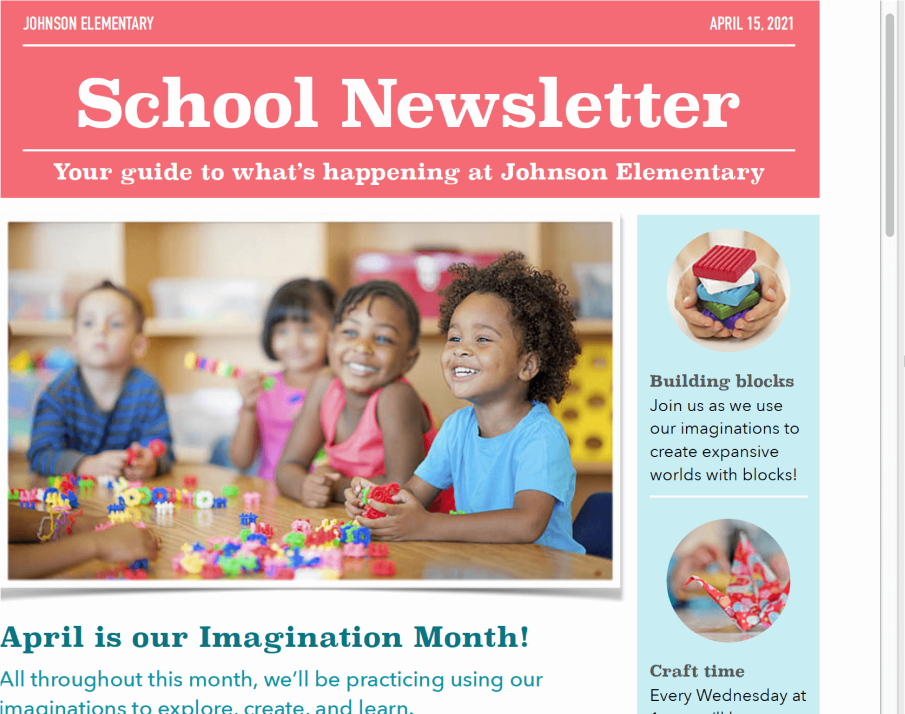 JOHNSON ELEMENTARY
APRIL 15, 2021
School Newsletter
Your guide to what’s happening at Johnson Elementary
April is our Imagination Month!
All throughout this month, we’ll be practicing using our
imaginations to explore, create, and learn.
Building blocks
Join us as we use
our imaginations to
create expansive
worlds with blocks!
Craft time
Every Wednesday at